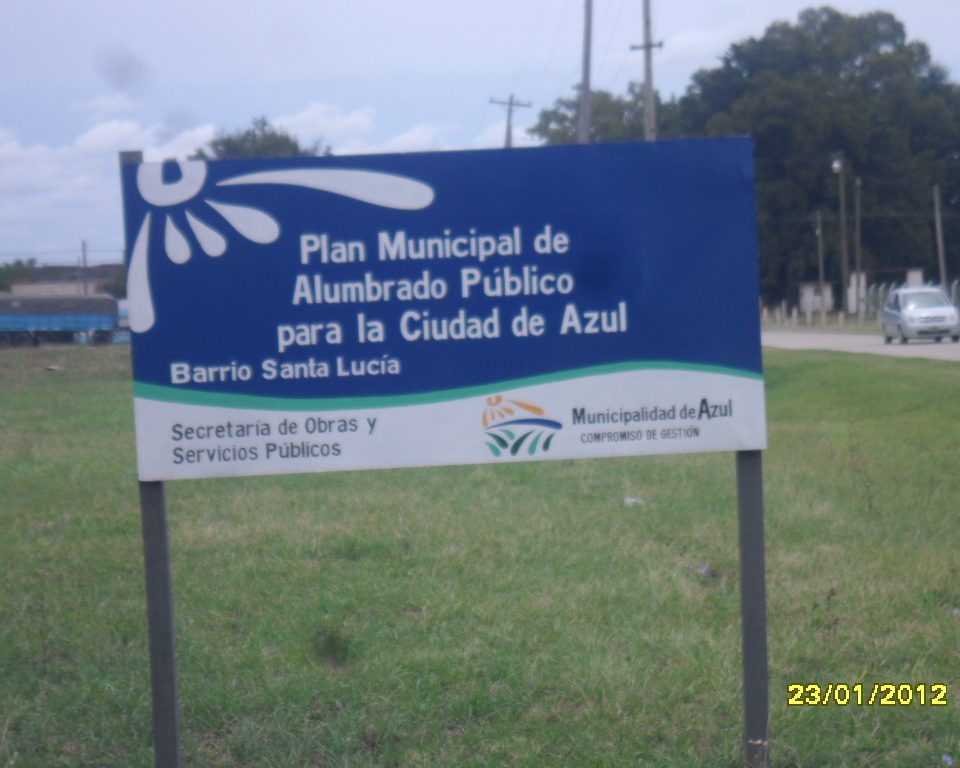 Plan Municipal de
Alumbrado Público
para la Ciudad de Azul
Barrio Santa Lucía
Secretaría de Obras y
Servicios Públicos
Municipalidad de Azul
COMPROMISO DE GESTIÓN
23/01/2012